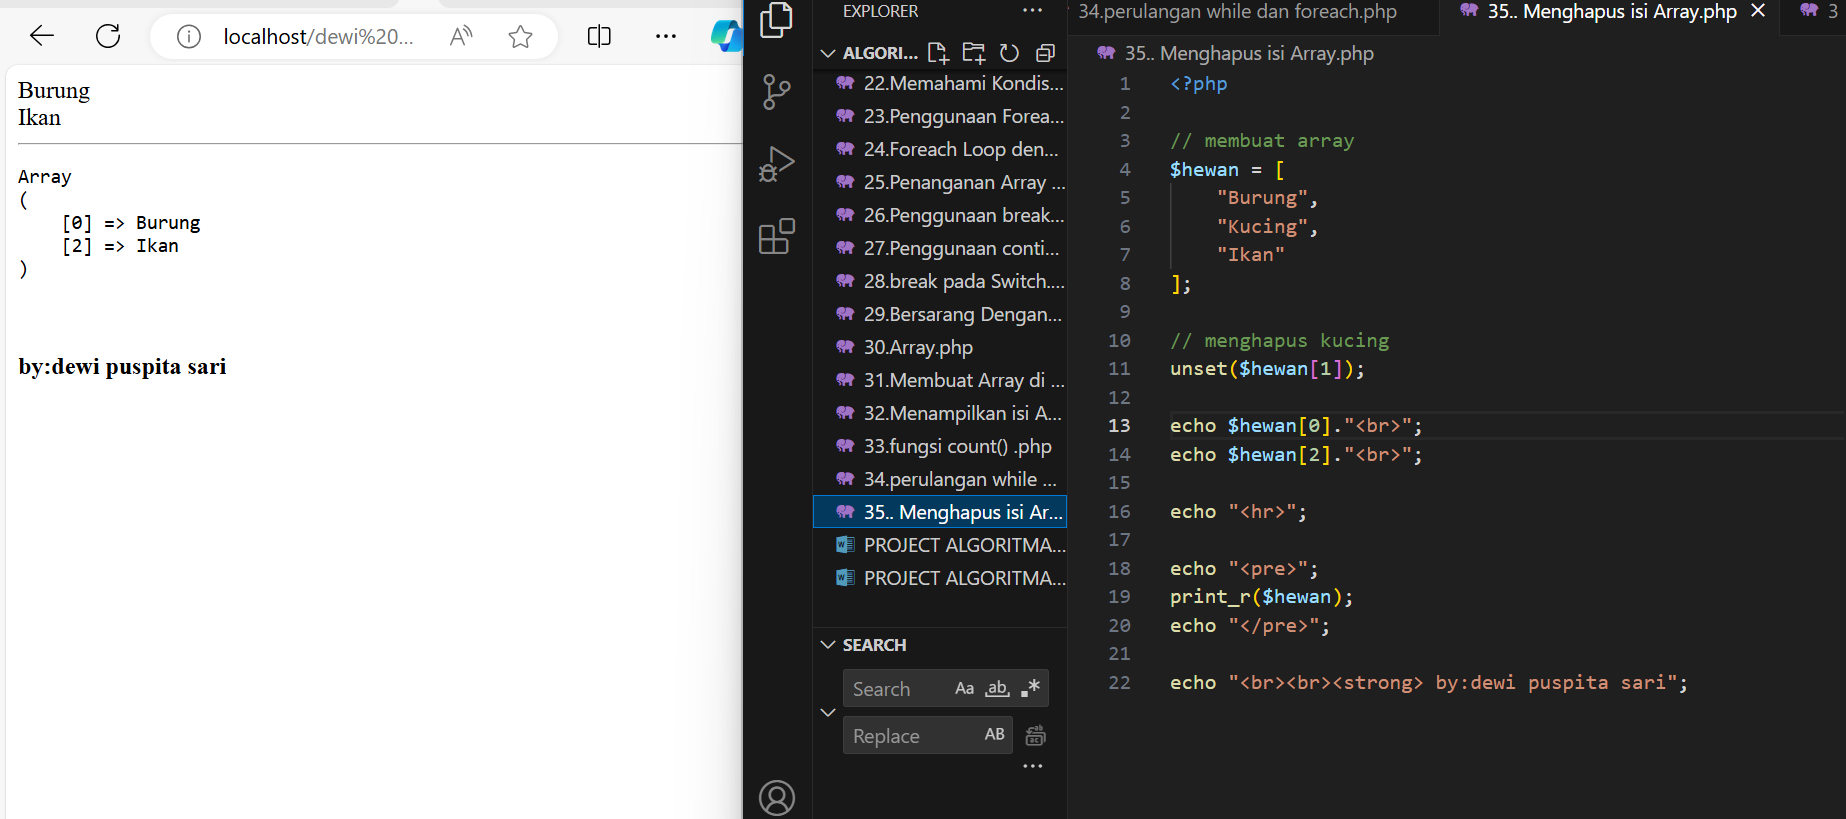 localhost/dewi%20...
Burung
Ikan
Array
(
    [0] => Burung
    [2] => Ikan
)
by:dewi puspita sari
EXPLORER
ALGORI...
22.Memahami Kondis...
23.Penggunaan Forea...
24.Foreach Loop den...
25.Penanganan Array ...
26.Penggunaan break...
27.Penggunaan conti...
28.break pada Switch....
29.Bersarang Dengan...
30.Array.php
31.Membuat Array di ...
32.Menampilkan isi A...
33.fungsi count() .php
34.perulangan while ...
35.. Menghapus isi Ar...
PROJECT ALGORITMA...
PROJECT ALGORITMA...
SEARCH
Search Aa ab .*
Replace AB
34.perulangan while dan foreach.php 35.. Menghapus isi Array.php 3
35.. Menghapus isi Array.php
1 <?php
2
3 // membuat array
4 $hewan = [
5     "Burung",
6     "Kucing",
7     "Ikan"
8 ];
9
10 // menghapus kucing
11 unset($hewan[1]);
12
13 echo $hewan[0]."<br>";
14 echo $hewan[2]."<br>";
15
16 echo "<hr>";
17
18 echo "<pre>";
19 print_r($hewan);
20 echo "</pre>";
21
22 echo "<br><br><strong> by:dewi puspita sari";